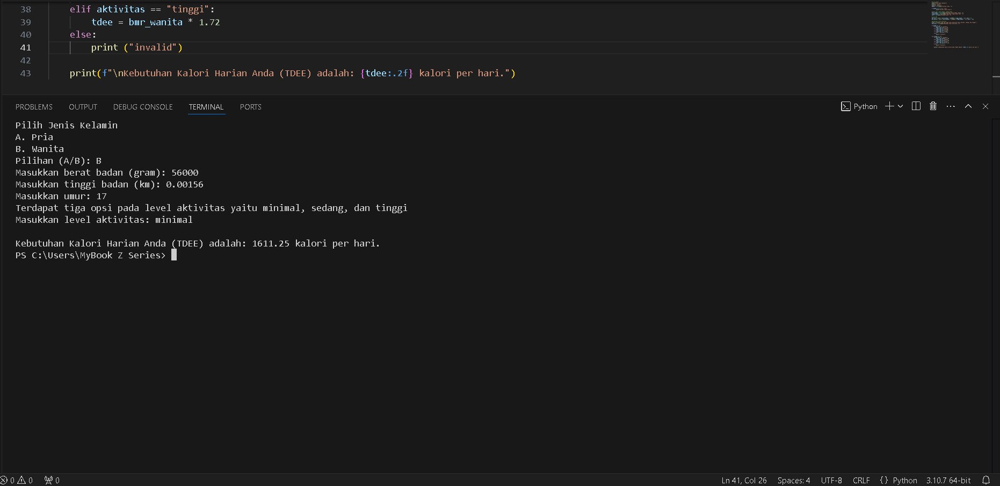 38 elif aktivitas == "tinggi":
39 tdee = bmr_wanita * 1.72
40 else:
41 print ("invalid")
42
43 print(f"\nKebutuhan Kalori Harian Anda (TDEE) adalah: {tdee:.2f} kalori per hari.")
PROBLEMS OUTPUT DEBUG CONSOLE TERMINAL PORTS Python
Pilih Jenis Kelamin
A. Pria
B. Wanita
Pilihan (A/B): B
Masukkan berat badan (gram): 56000
Masukkan tinggi badan (km): 0.00156
Masukkan umur: 17
Terdapat tiga opsi pada level aktivitas yaitu minimal, sedang, dan tinggi
Masukkan level aktivitas: minimal
Kebutuhan Kalori Harian Anda (TDEE) adalah: 1611.25 kalori per hari.
PS C:\Users\MyBook Z Series>
0 0 0 Ln 41, Col 26 Spaces: 4 UTF-8 CRLF {} Python 3.10.7 64-bit